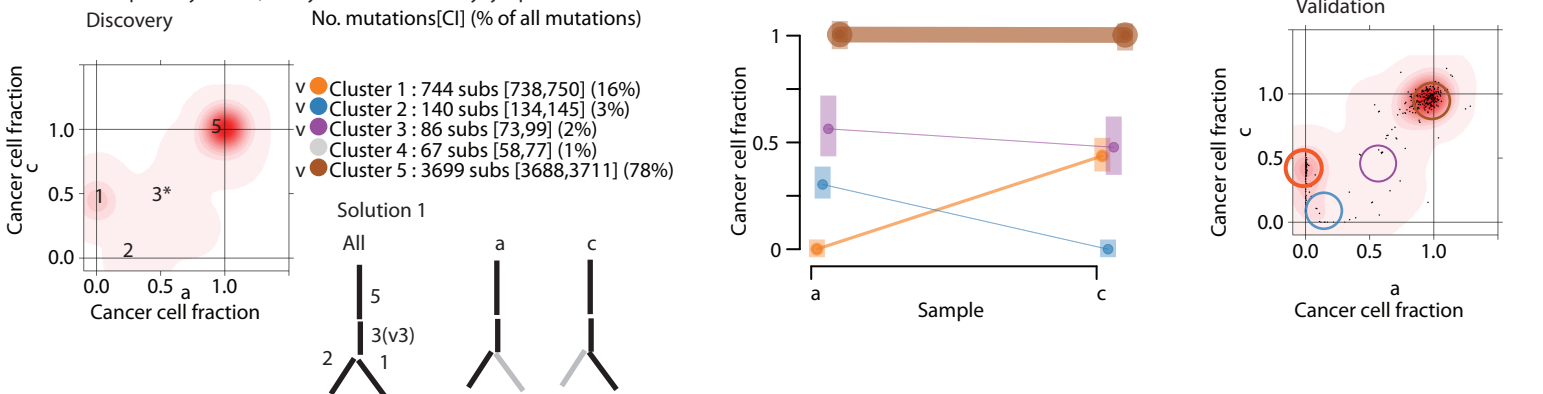 Discovery
No. mutations[CI] (% of all mutations)
v Cluster 1 : 744 subs [738,750] (16%)
v Cluster 2 : 140 subs [134,145] (3%)
v Cluster 3 : 86 subs [73,99] (2%)
Cluster 4 : 67 subs [58,77] (1%)
v Cluster 5 : 3699 subs [3688,3711] (78%)
Cancer cell fraction
c
1.0
0.5
0.0
5
1
3*
2
0.0 0.5 1.0
a
Cancer cell fraction
Solution 1
All a c
5
3(v3)
2 1
Cancer cell fraction
1
0.5
0
a c
Sample
Validation
Cancer cell fraction
c
1.0
0.5
0.0
0.0 0.5 1.0
a
Cancer cell fraction